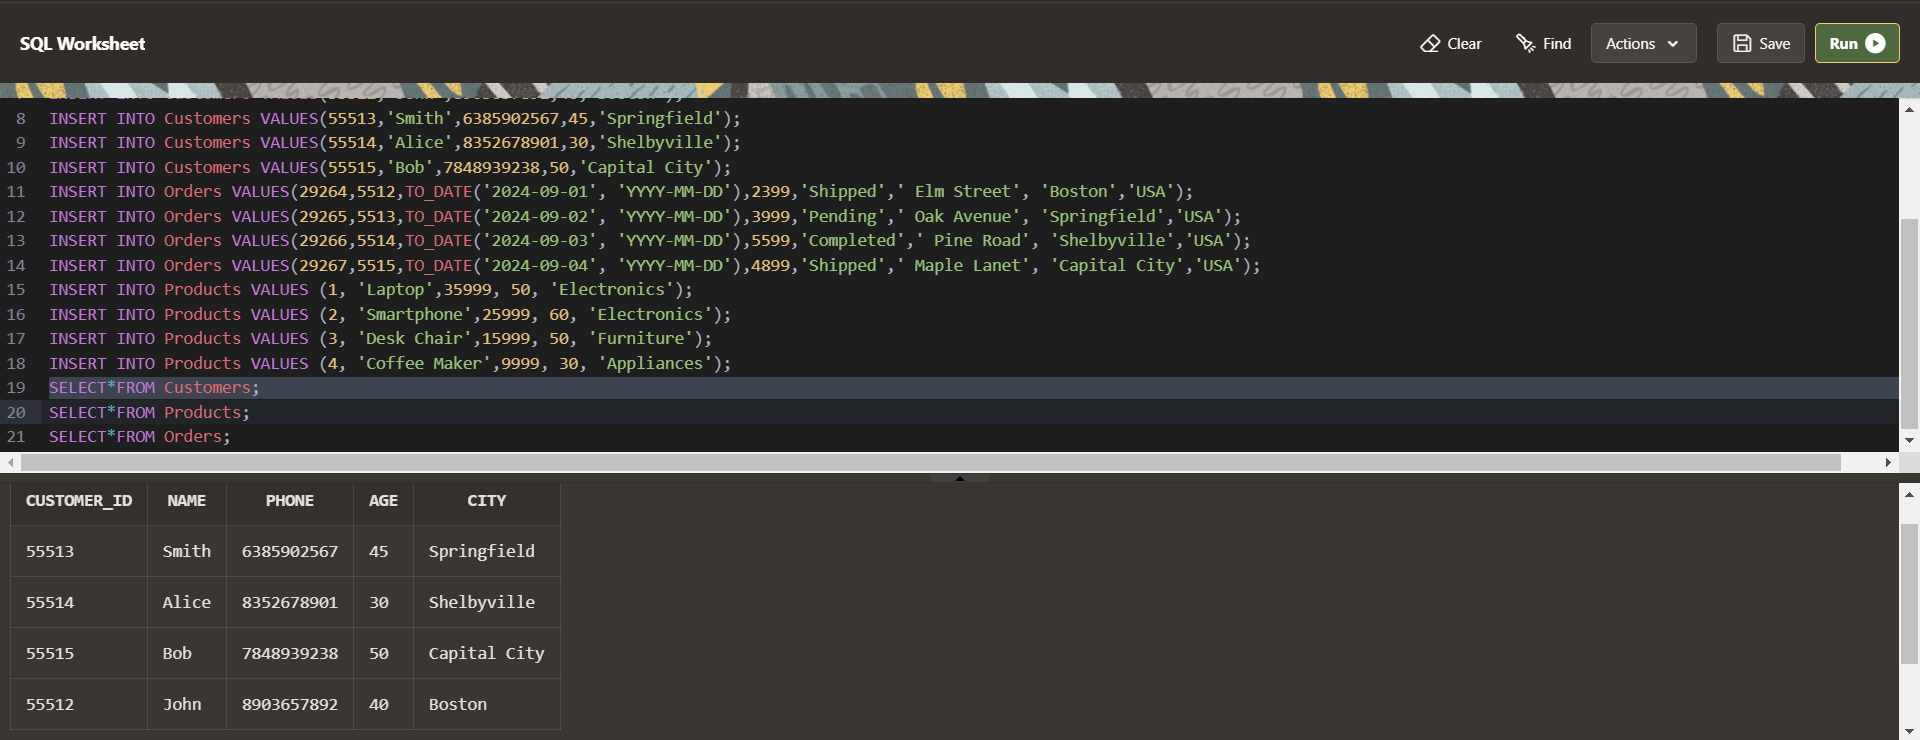 SQL Worksheet
Clear
Find
Actions
Save
Run
8 INSERT INTO Customers VALUES(55513,'Smith',6385902567,45,'Springfield');
9 INSERT INTO Customers VALUES(55514,'Alice',8352678901,30,'Shelbyville');
10 INSERT INTO Customers VALUES(55515,'Bob',7848939238,50,'Capital City');
11 INSERT INTO Orders VALUES(29264,5512,TO_DATE('2024-09-01', 'YYYY-MM-DD'),2399,'Shipped',' Elm Street', 'Boston','USA');
12 INSERT INTO Orders VALUES(29265,5513,TO_DATE('2024-09-02', 'YYYY-MM-DD'),3999,'Pending',' Oak Avenue', 'Springfield','USA');
13 INSERT INTO Orders VALUES(29266,5514,TO_DATE('2024-09-03', 'YYYY-MM-DD'),5599,'Completed',' Pine Road', 'Shelbyville','USA');
14 INSERT INTO Orders VALUES(29267,5515,TO_DATE('2024-09-04', 'YYYY-MM-DD'),4899,'Shipped',' Maple Lanet', 'Capital City','USA');
15 INSERT INTO Products VALUES (1, 'Laptop',35999, 50, 'Electronics');
16 INSERT INTO Products VALUES (2, 'Smartphone',25999, 60, 'Electronics');
17 INSERT INTO Products VALUES (3, 'Desk Chair',15999, 50, 'Furniture');
18 INSERT INTO Products VALUES (4, 'Coffee Maker',9999, 30, 'Appliances');
19 SELECT*FROM Customers;
20 SELECT*FROM Products;
21 SELECT*FROM Orders;
CUSTOMER_ID NAME PHONE AGE CITY
55513 Smith 6385902567 45 Springfield
55514 Alice 8352678901 30 Shelbyville
55515 Bob 7848939238 50 Capital City
55512 John 8903657892 40 Boston